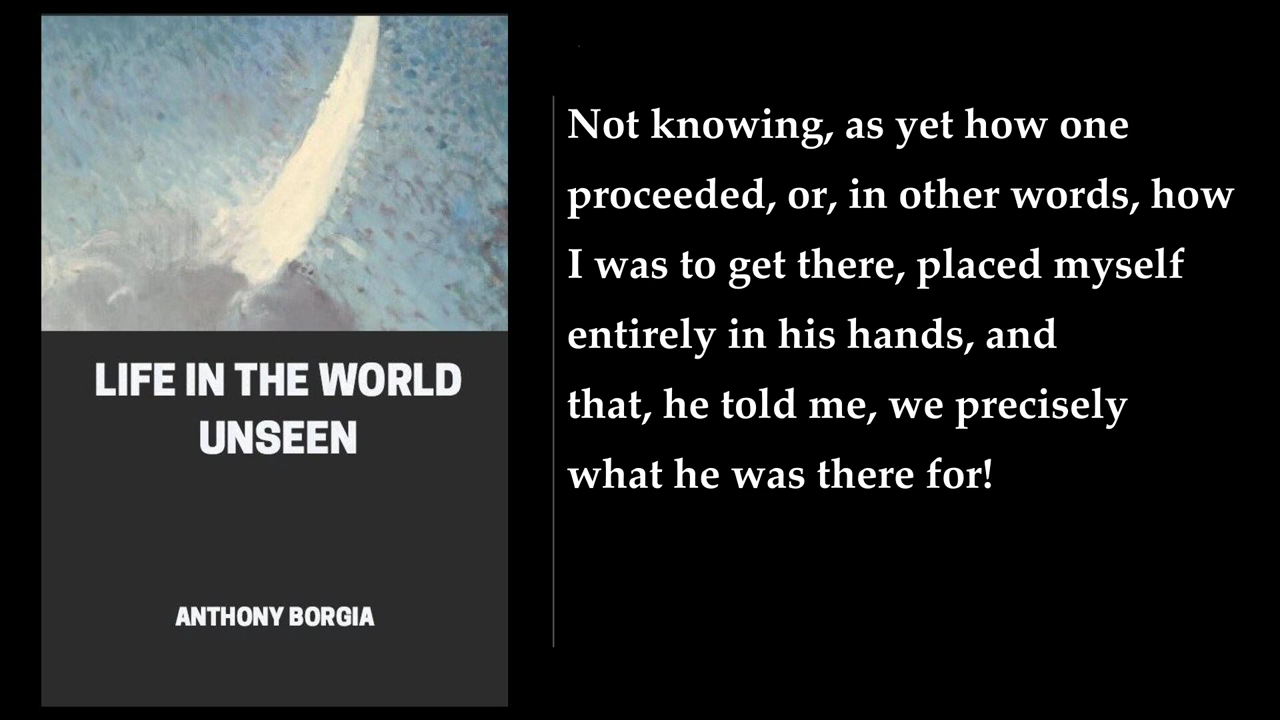 LIFE IN THE WORLD
UNSEEN
ANTHONY BORGIA
Not knowing, as yet how one
proceeded, or, in other words, how
I was to get there, placed myself
entirely in his hands, and
that, he told me, we precisely
what he was there for!